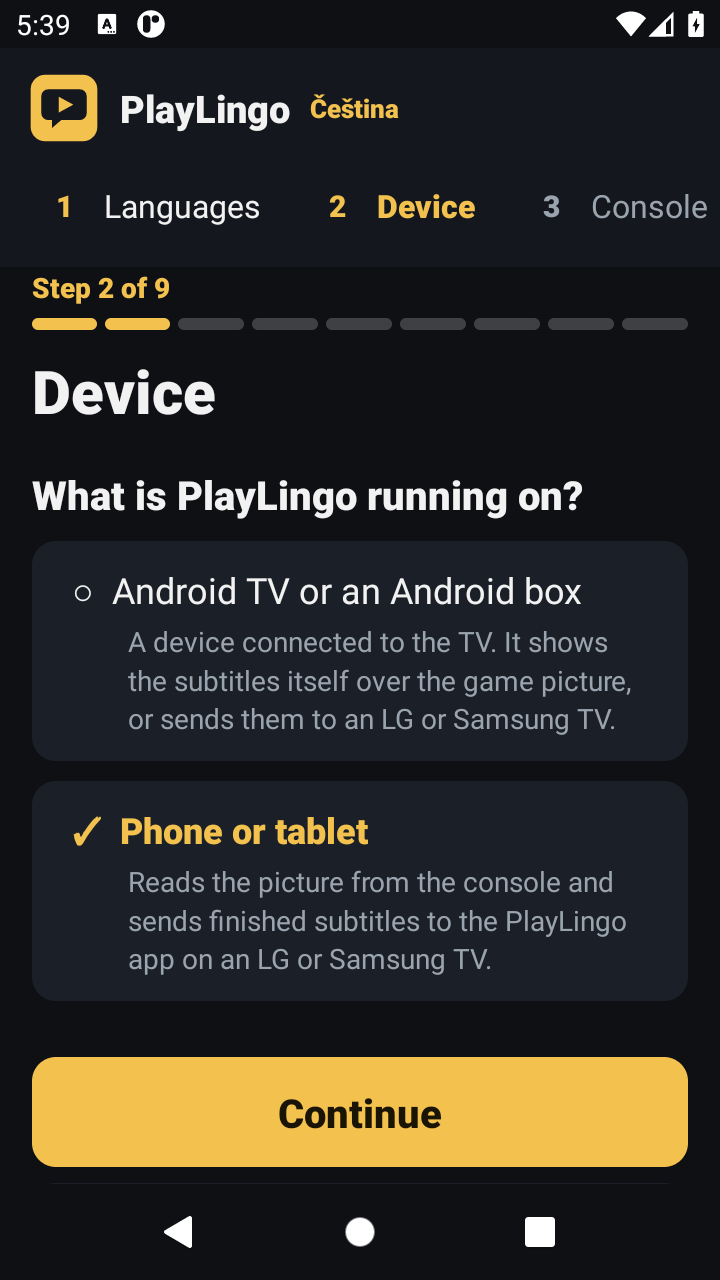 5:39
PlayLingo Čeština
1 Languages 2 Device 3 Console
Step 2 of 9
Device
What is PlayLingo running on?
○ Android TV or an Android box
A device connected to the TV. It shows
the subtitles itself over the game picture,
or sends them to an LG or Samsung TV.
✓ Phone or tablet
Reads the picture from the console and
sends finished subtitles to the PlayLingo
app on an LG or Samsung TV.
Continue